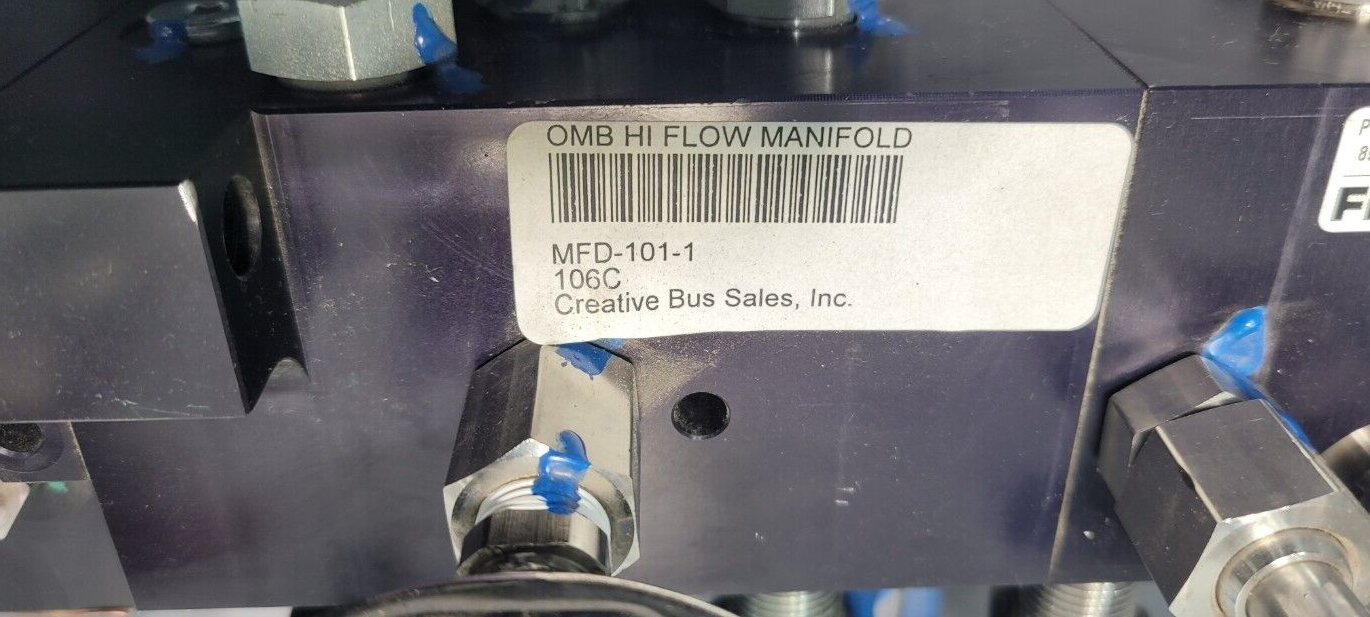 OMB HI FLOW MANIFOLD
MFD-101-1
106C
Creative Bus Sales, Inc.
P